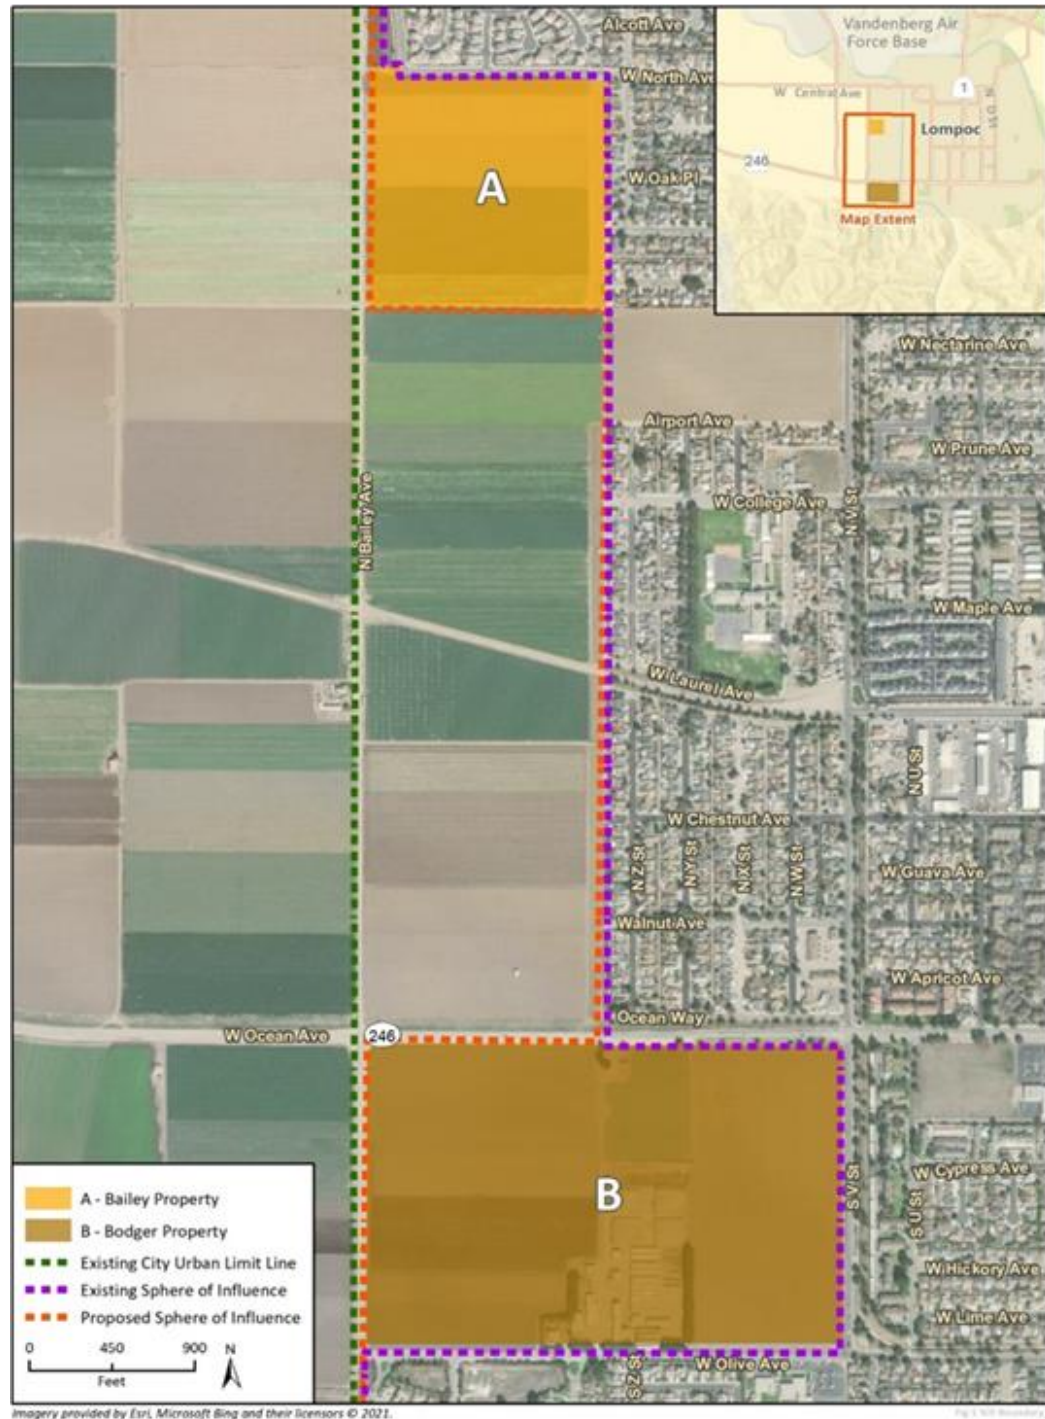 Alcott Ave
W North Ave
W Oak Pl
A
Vandenberg Air
Force Base
W Central Ave
1
N O St
Lompoc
246
Map Extent
W Nectarine Ave
Airport Ave
W Prune Ave
W College Ave
N V St
N Bailey Ave
W Maple Ave
W Laurel Ave
N U St
W Chestnut Ave
N Z St
N Y St
N X St
N W St
W Guava Ave
Walnut Ave
W Apricot Ave
Ocean Way
W Ocean Ave
246
B
S V St
W Cypress Ave
S U St
W Hickory Ave
W Lime Ave
W Olive Ave
S Z St
A - Bailey Property
B - Bodger Property
Existing City Urban Limit Line
Existing Sphere of Influence
Proposed Sphere of Influence
0 450 900
N
Feet
Imagery provided by Esri, Microsoft Bing and their licensors © 2021.